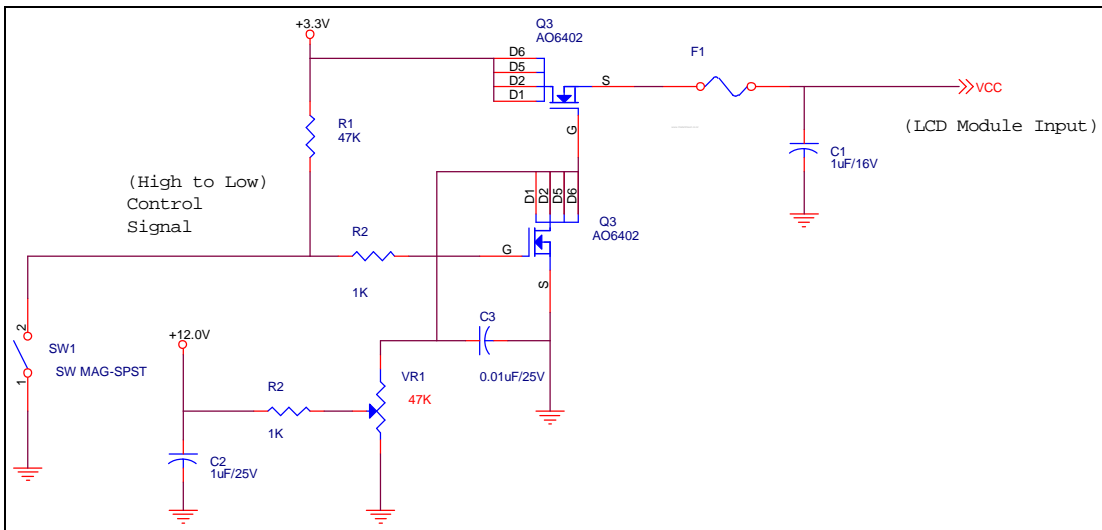 +3.3V
Q3
AO6402
F1
D6
D5
D2
D1
S
G
VCC
(LCD Module Input)
R1
47K
C1
1uF/16V
(High to Low)
Control
Signal
D1
D2
D5
D6
Q3
AO6402
R2
G
1K
S
2
SW1
1
SW MAG-SPST
+12.0V
C3
0.01uF/25V
R2
VR1
47K
1K
C2
1uF/25V